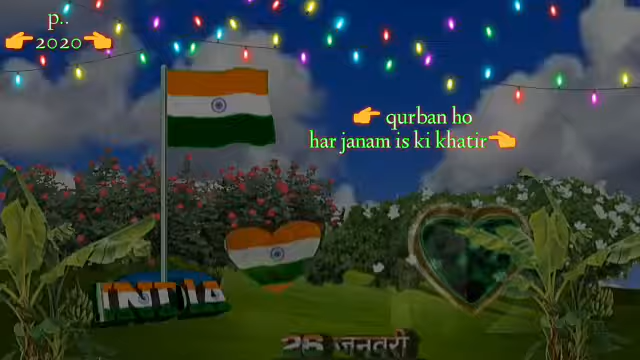 p..
👉 2020 👈
👉 qurban ho
har janam is ki khatir 👈
INDIA
26 जनवरी